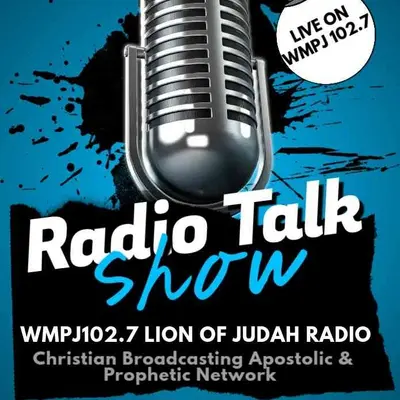 LIVE ON
WMPJ 102.7
Radio Talk
show
WMPJ102.7 LION OF JUDAH RADIO
Christian Broadcasting Apostolic &
Prophetic Network